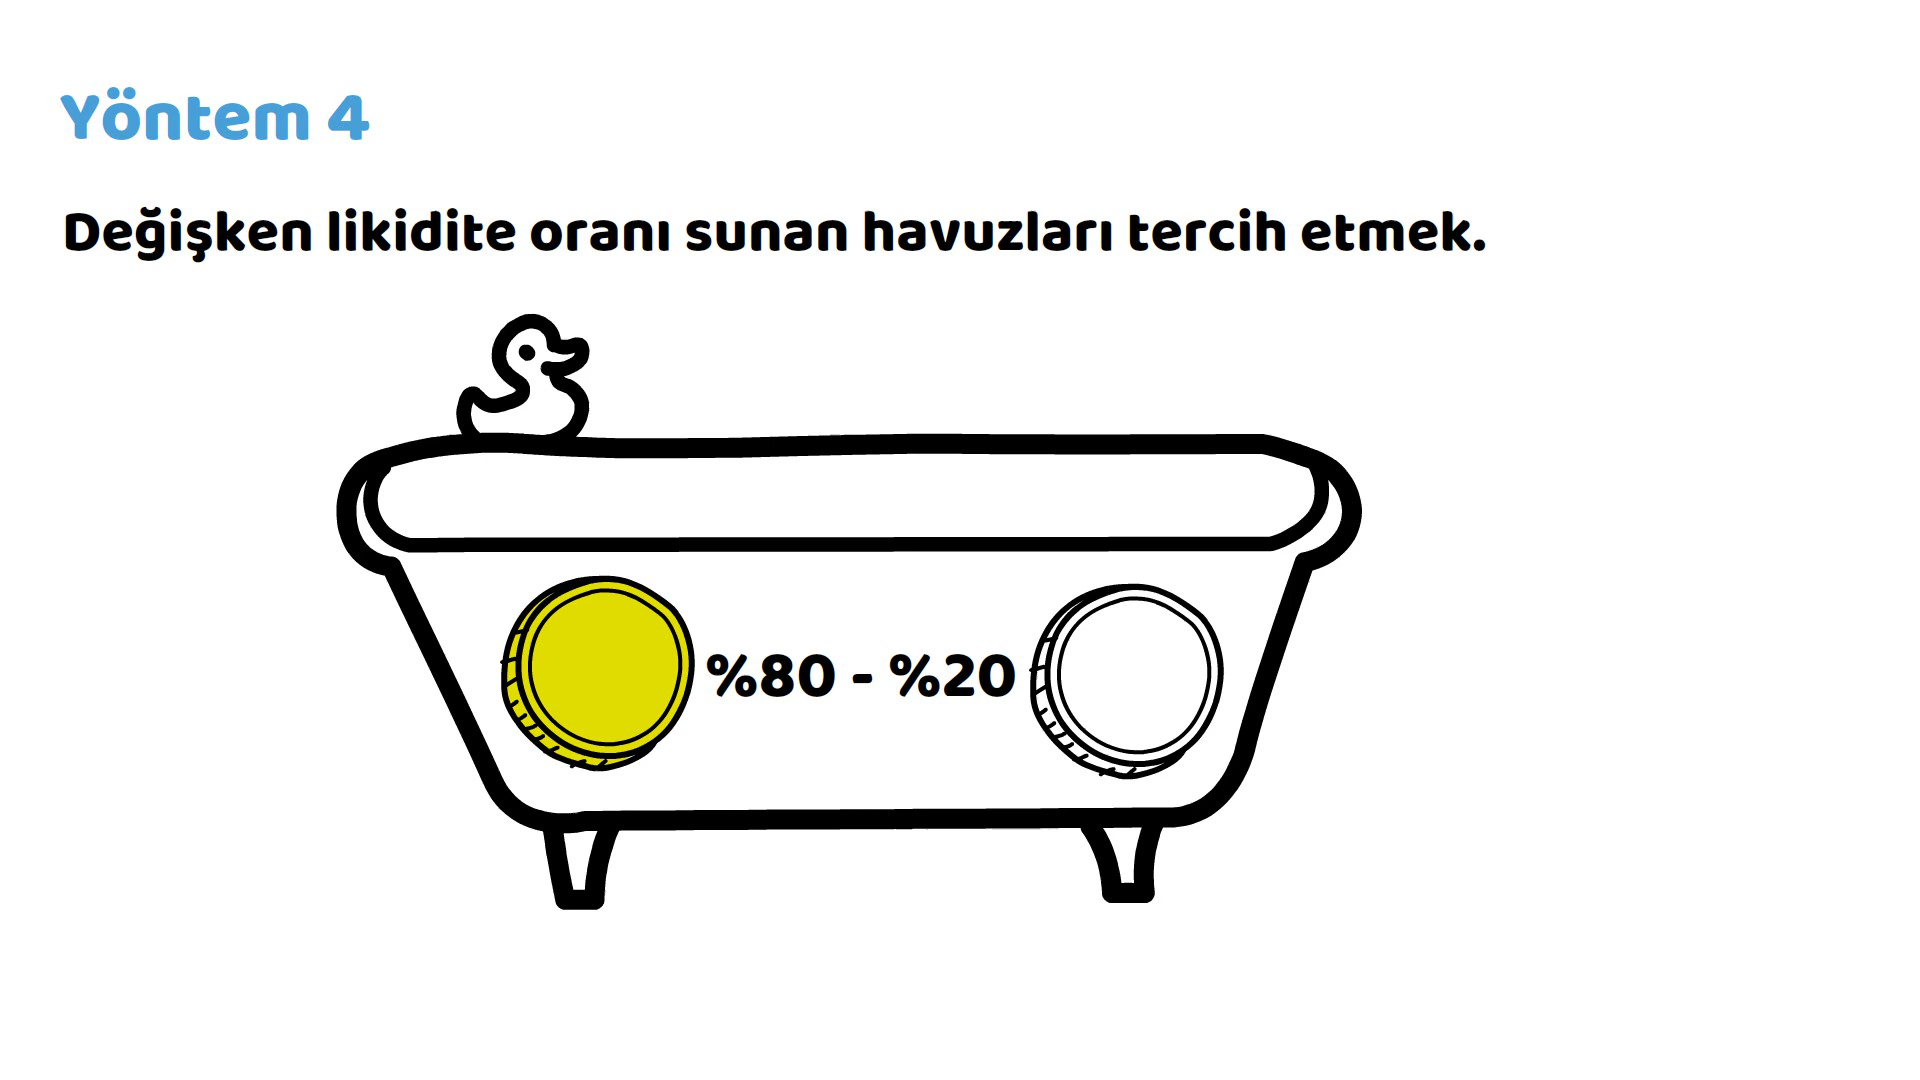 Yöntem 4
Değişken likidite oranı sunan havuzları tercih etmek.
%80 - %20